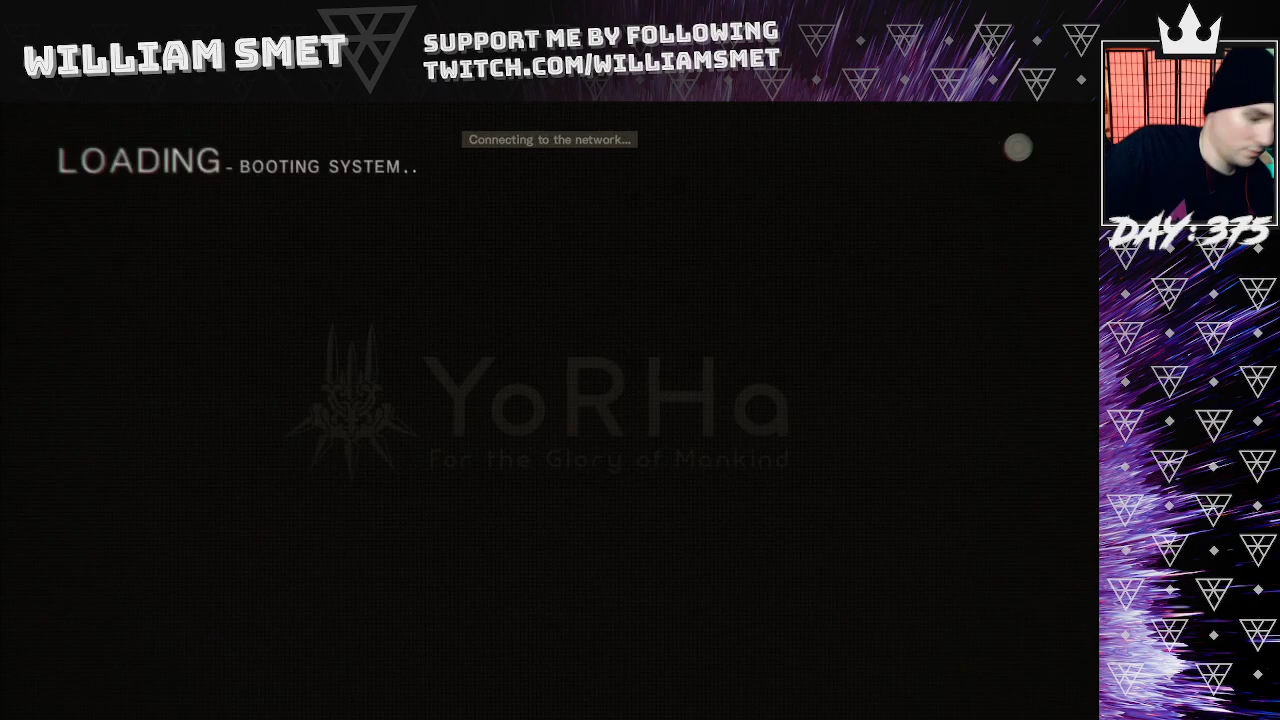 WILLIAM SMET
SUPPORT ME BY FOLLOWING
TWITCH.COM/WILLIAMSMET
DAY: 375
Connecting to the network...
LOADING - BOOTING SYSTEM..
YoRHa
For the Glory of Mankind